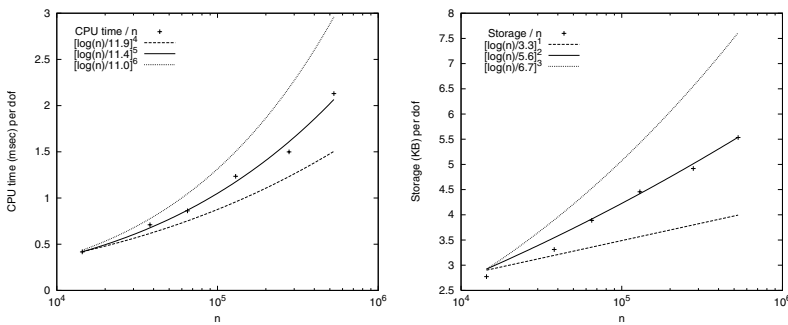 3
2.5
2
1.5
1
0.5
0
CPU time (msec) per dof
CPU time / n
[log(n)/11.9]^4
[log(n)/11.4]^5
[log(n)/11.0]^6
10^4
10^5
10^6
n
8
7.5
7
6.5
6
5.5
5
4.5
4
3.5
3
2.5
Storage (KB) per dof
Storage / n
[log(n)/3.3]^1
[log(n)/5.6]^2
[log(n)/6.7]^3
10^4
10^5
10^6
n